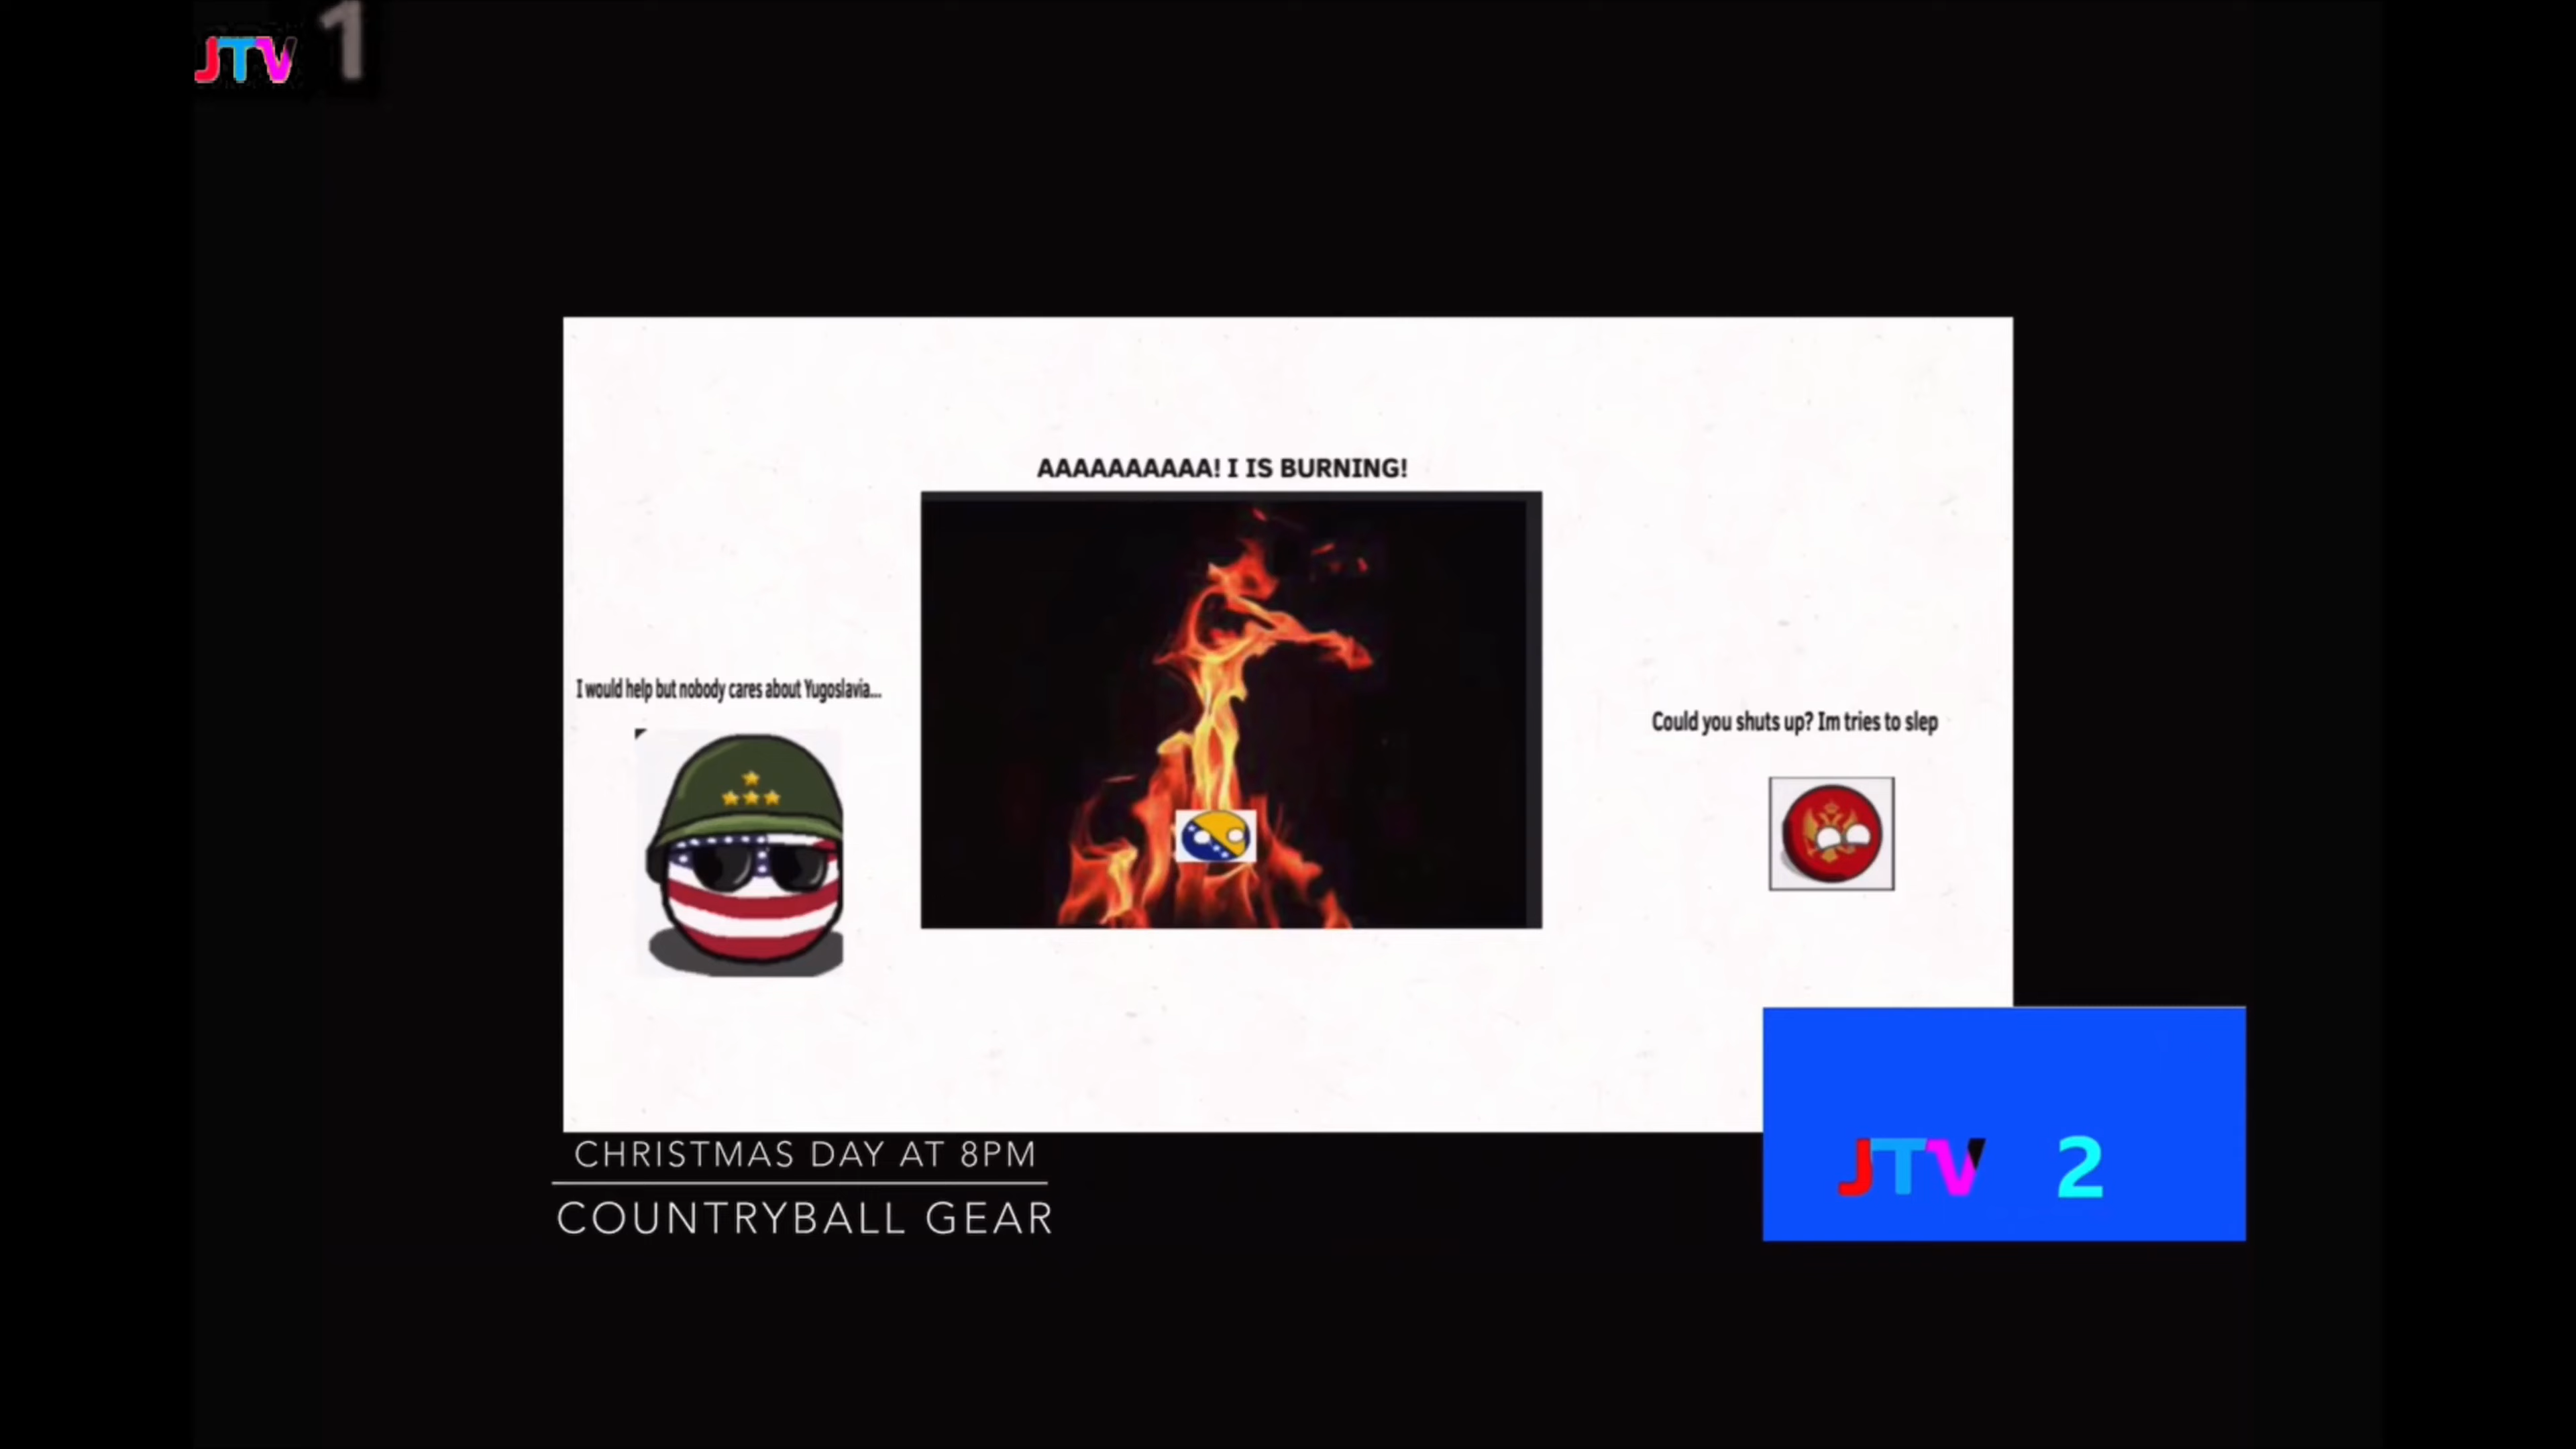 JTV 1
AAAAAAAAAA! I IS BURNING!
I would help but nobody cares about Yugoslavia...
Could you shuts up? Im tries to slep
CHRISTMAS DAY AT 8PM
COUNTRYBALL GEAR
JTV 2